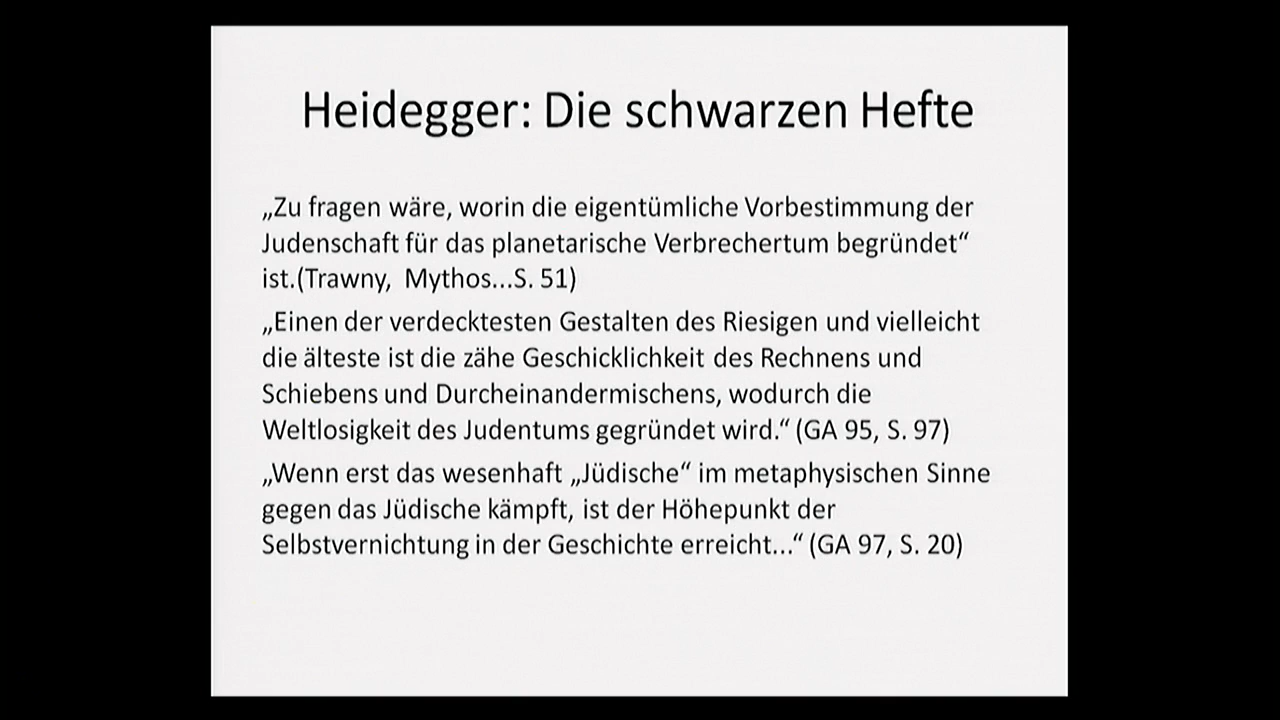 Heidegger: Die schwarzen Hefte
„Zu fragen wäre, worin die eigentümliche Vorbestimmung der
Judenschaft für das planetarische Verbrechertum begründet“
ist.(Trawny, Mythos...S. 51)
„Einen der verdecktesten Gestalten des Riesigen und vielleicht
die älteste ist die zähe Geschicklichkeit des Rechnens und
Schiebens und Durcheinandermischens, wodurch die
Weltlosigkeit des Judentums gegründet wird.“ (GA 95, S. 97)
„Wenn erst das wesenhaft „Jüdische“ im metaphysischen Sinne
gegen das Jüdische kämpft, ist der Höhepunkt der
Selbstvernichtung in der Geschichte erreicht...“ (GA 97, S. 20)